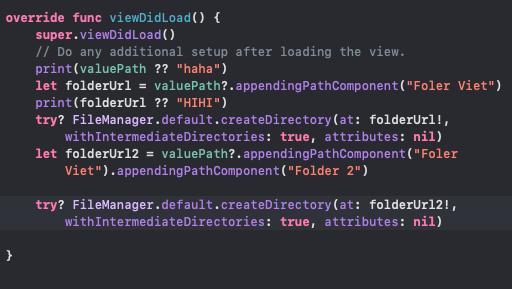 override func viewDidLoad() {
super.viewDidLoad()
// Do any additional setup after loading the view.
print(valuePath ?? "haha")
let folderUrl = valuePath?.appendingPathComponent("Foler Viet")
print(folderUrl ?? "HIHI")
try? FileManager.default.createDirectory(at: folderUrl!,
withIntermediateDirectories: true, attributes: nil)
let folderUrl2 = valuePath?.appendingPathComponent("Foler
Viet").appendingPathComponent("Folder 2")
try? FileManager.default.createDirectory(at: folderUrl2!,
withIntermediateDirectories: true, attributes: nil)
}